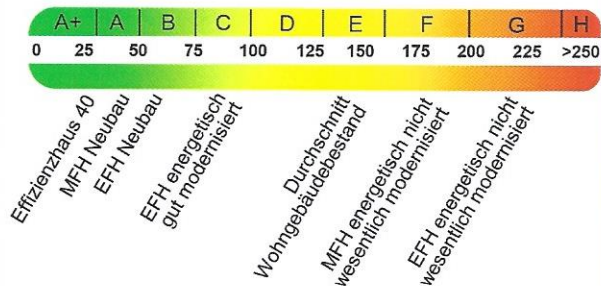 A+ A B C D E F G H
0 25 50 75 100 125 150 175 200 225 >250
Effizienzhaus 40
MFH Neubau
EFH Neubau
EFH energetisch
gut modernisiert
Durchschnitt
Wohngebäudebestand
MFH energetisch nicht
wesentlich modernisiert
EFH energetisch nicht
wesentlich modernisiert